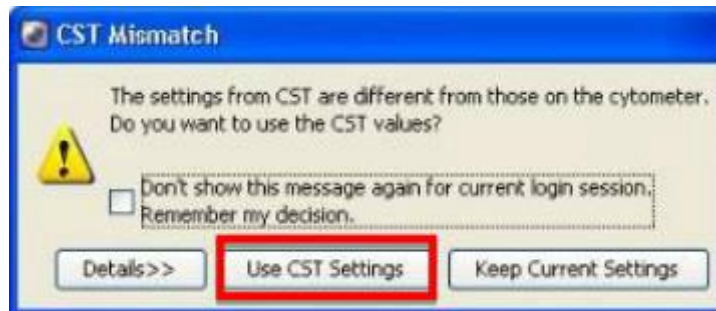 CST Mismatch
The settings from CST are different from those on the cytometer.
Do you want to use the CST values?
Don't show this message again for current login session.
Remember my decision.
Details>>
Use CST Settings
Keep Current Settings